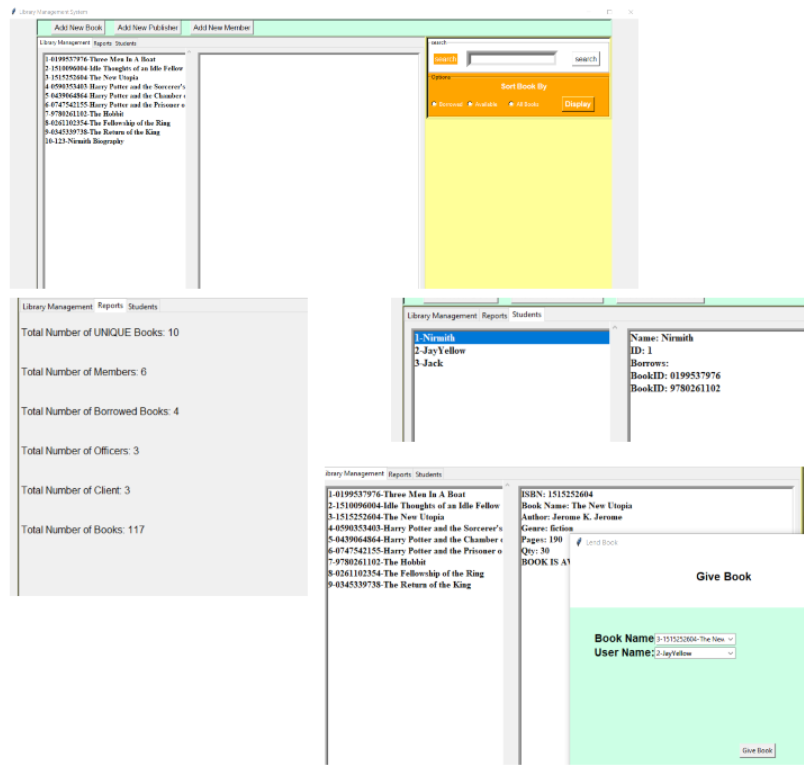 Library Management System
Add New Book Add New Publisher Add New Member
Library Management Reports Students
1-0199537976-Three Men In A Boat
2-1510096004-Idle Thoughts of an Idle Fellow
3-1515252604-The New Utopia
4-0590353403-Harry Potter and the Sorcerer's
5-0439064864-Harry Potter and the Chamber
6-0747542155-Harry Potter and the Prisoner o
7-9780261102-The Hobbit
8-0261102354-The Fellowship of the Ring
9-0345339738-The Return of the King
10-123-Nirmith Biography
search
search search
Options
Sort Book By
Borrowed Available All Books Display
Library Management Reports Students
Total Number of UNIQUE Books: 10
Total Number of Members: 6
Total Number of Borrowed Books: 4
Total Number of Officers: 3
Total Number of Client: 3
Total Number of Books: 117
Library Management Reports Students
1-Nirmith
2-JayYellow
3-Jack
Name: Nirmith
ID: 1
Borrows:
BookID: 0199537976
BookID: 9780261102
ibrary Management Reports Students
1-0199537976-Three Men In A Boat
2-1510096004-Idle Thoughts of an Idle Fellow
3-1515252604-The New Utopia
4-0590353403-Harry Potter and the Sorcerer's
5-0439064864-Harry Potter and the Chamber
6-0747542155-Harry Potter and the Prisoner o
7-9780261102-The Hobbit
8-0261102354-The Fellowship of the Ring
9-0345339738-The Return of the King
ISBN: 1515252604
Book Name: The New Utopia
Author: Jerome K. Jerome
Genre: fiction
Pages: 190
Qty: 30
BOOK IS AV
Lend Book
Give Book
Book Name 3-1515252604-The New
User Name: 2-JayYellow
Give Book